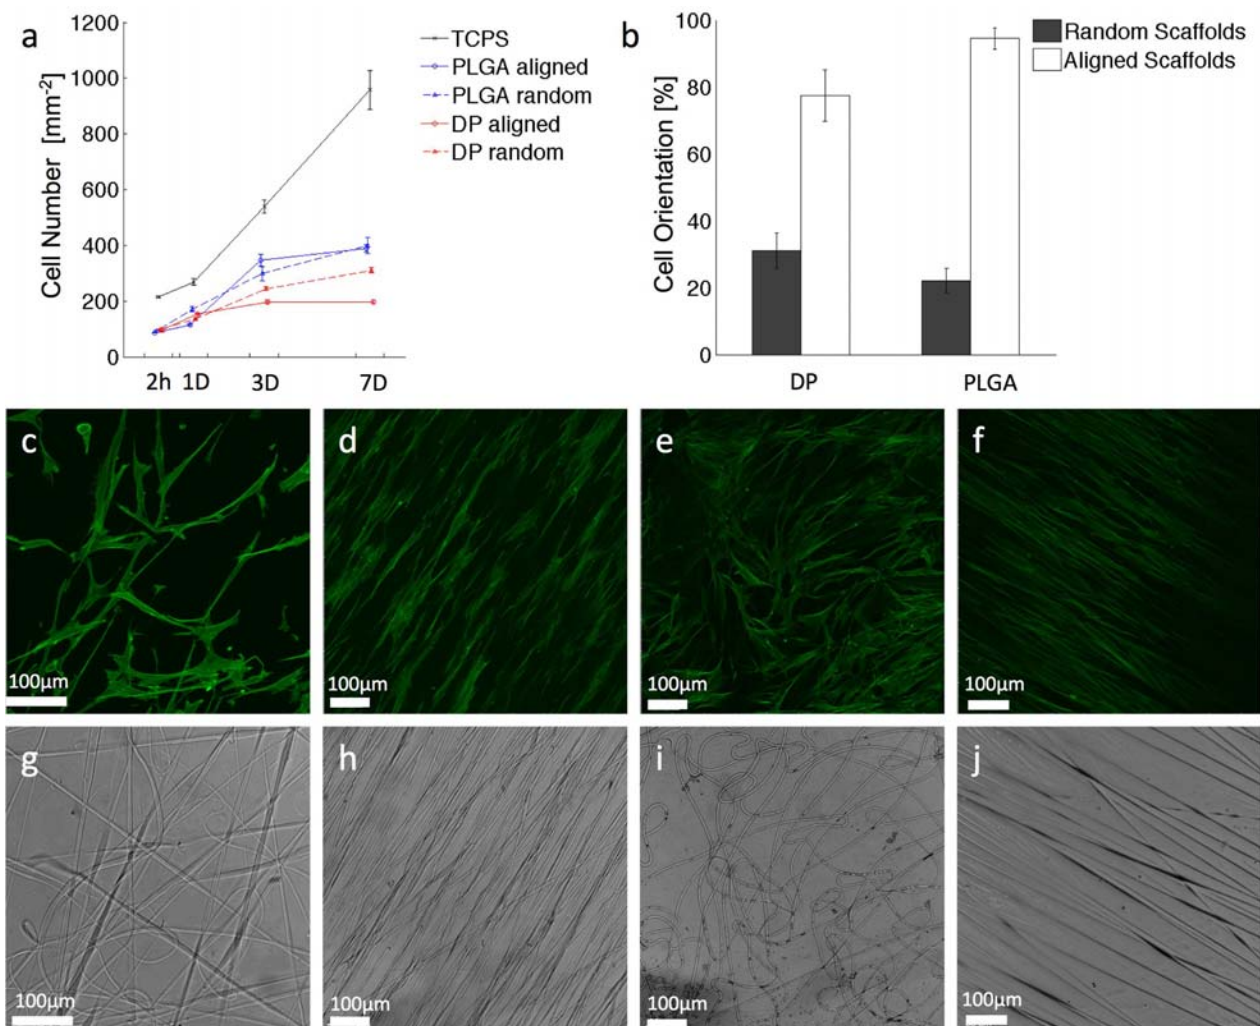 a
1200
1000
800
600
400
200
0
Cell Number [mm⁻²]
2h 1D 3D 7D
TCPS
PLGA aligned
PLGA random
DP aligned
DP random
b
100
80
60
40
20
0
Cell Orientation [%]
DP PLGA
Random Scaffolds
Aligned Scaffolds
c
100μm
d
100μm
e
100μm
f
100μm
g
100μm
h
100μm
i
100μm
j
100μm